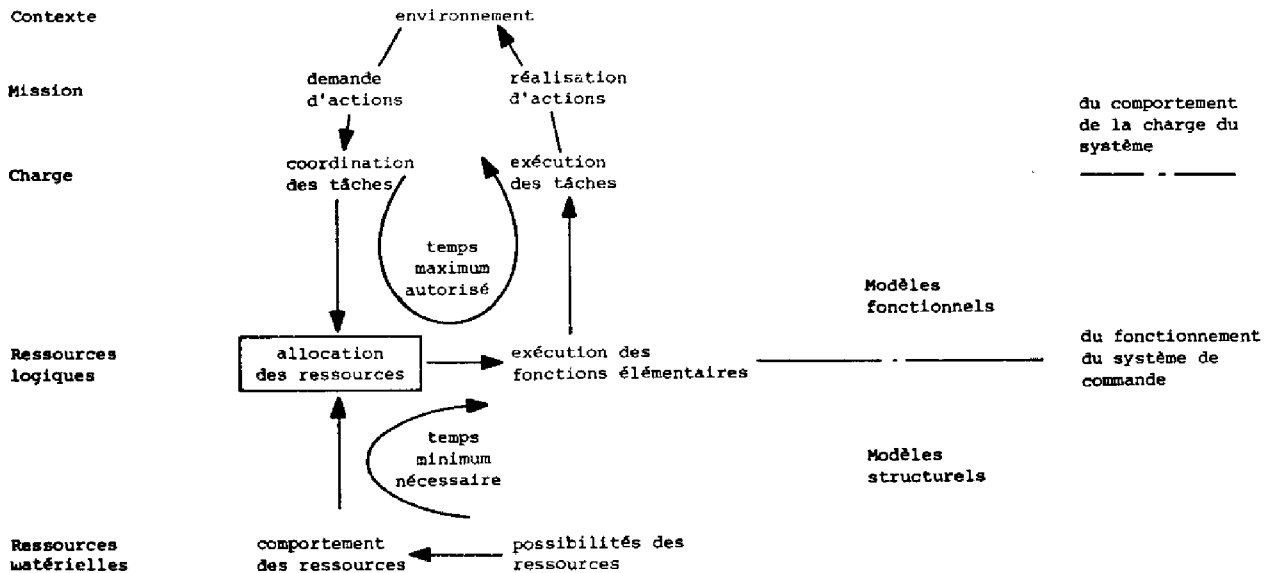 Contexte
environnement
Mission
demande
d'actions
réalisation
d'actions
du comportement
de la charge du
système
Charge
coordination
des tâches
exécution
des tâches
temps
maximum
autorisé
Modèles
fonctionnels
Ressources
logiques
allocation
des ressources
exécution des
fonctions élémentaires
du fonctionnement
du système de
commande
temps
minimum
nécessaire
Modèles
structurels
Ressources
matérielles
comportement
des ressources
possibilités des
ressources